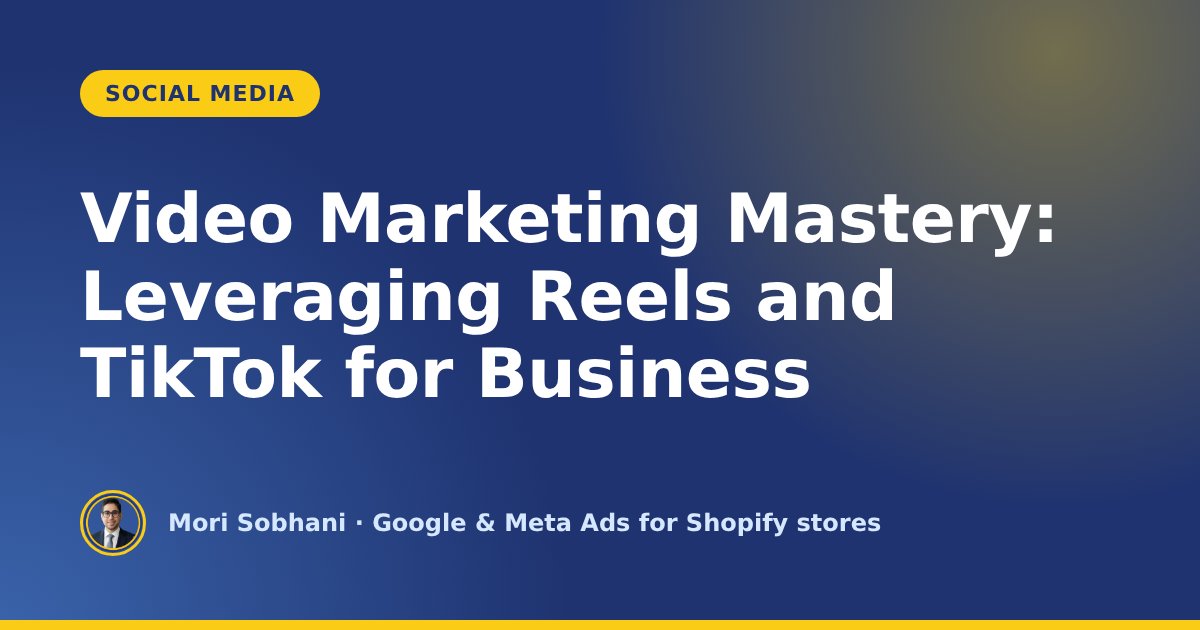 SOCIAL MEDIA
Video Marketing Mastery:
Leveraging Reels and
TikTok for Business
Mori Sobhani · Google & Meta Ads for Shopify stores